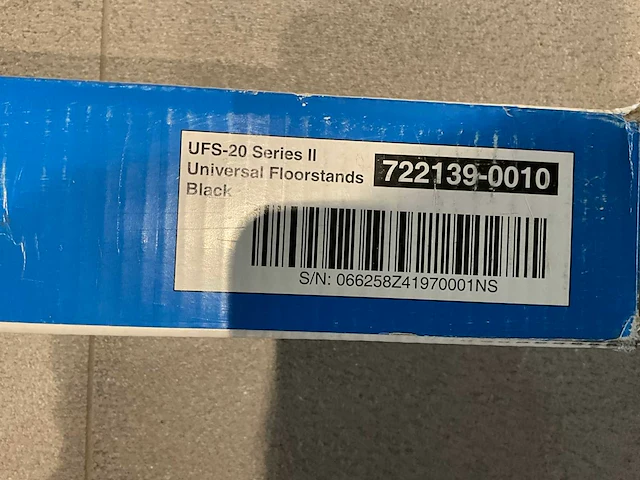 UFS-20 Series II
Universal Floorstands 722139-0010
Black
S/N: 066258Z41970001NS